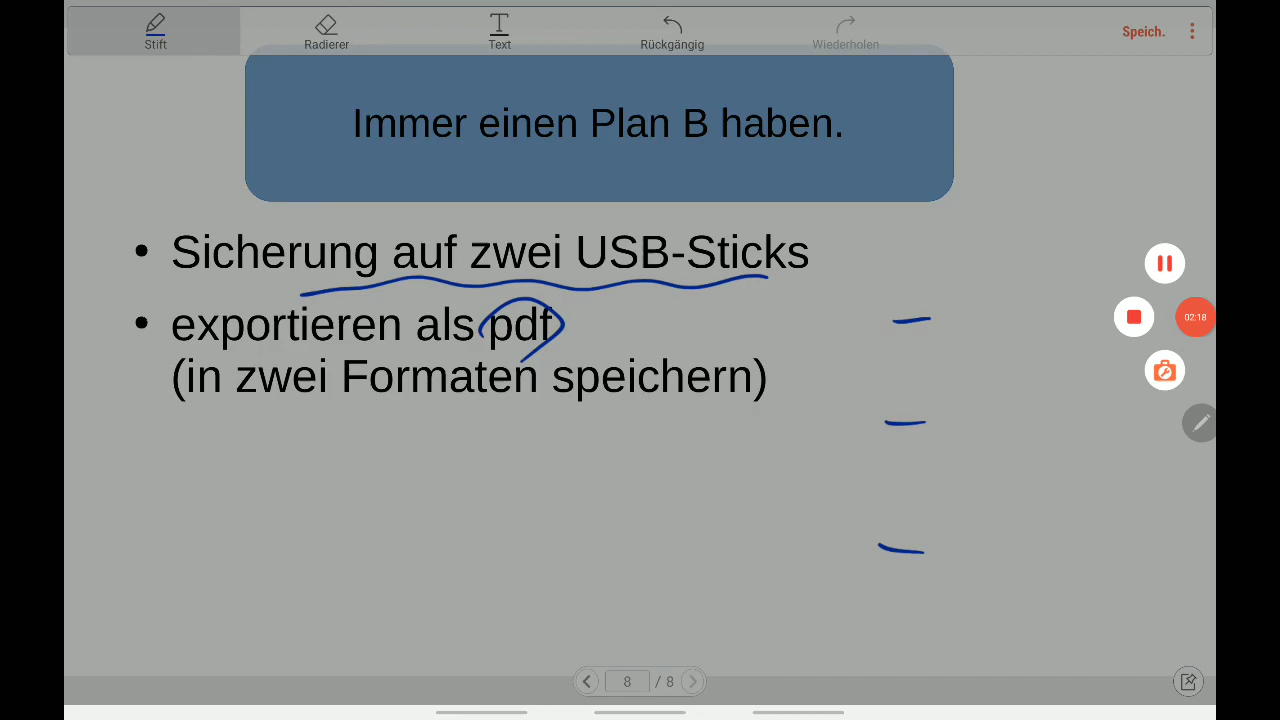 Stift Radierer Text Rückgängig Wiederholen Speich.
Immer einen Plan B haben.
• Sicherung auf zwei USB-Sticks
• exportieren als pdf
(in zwei Formaten speichern)
02:18
8 / 8